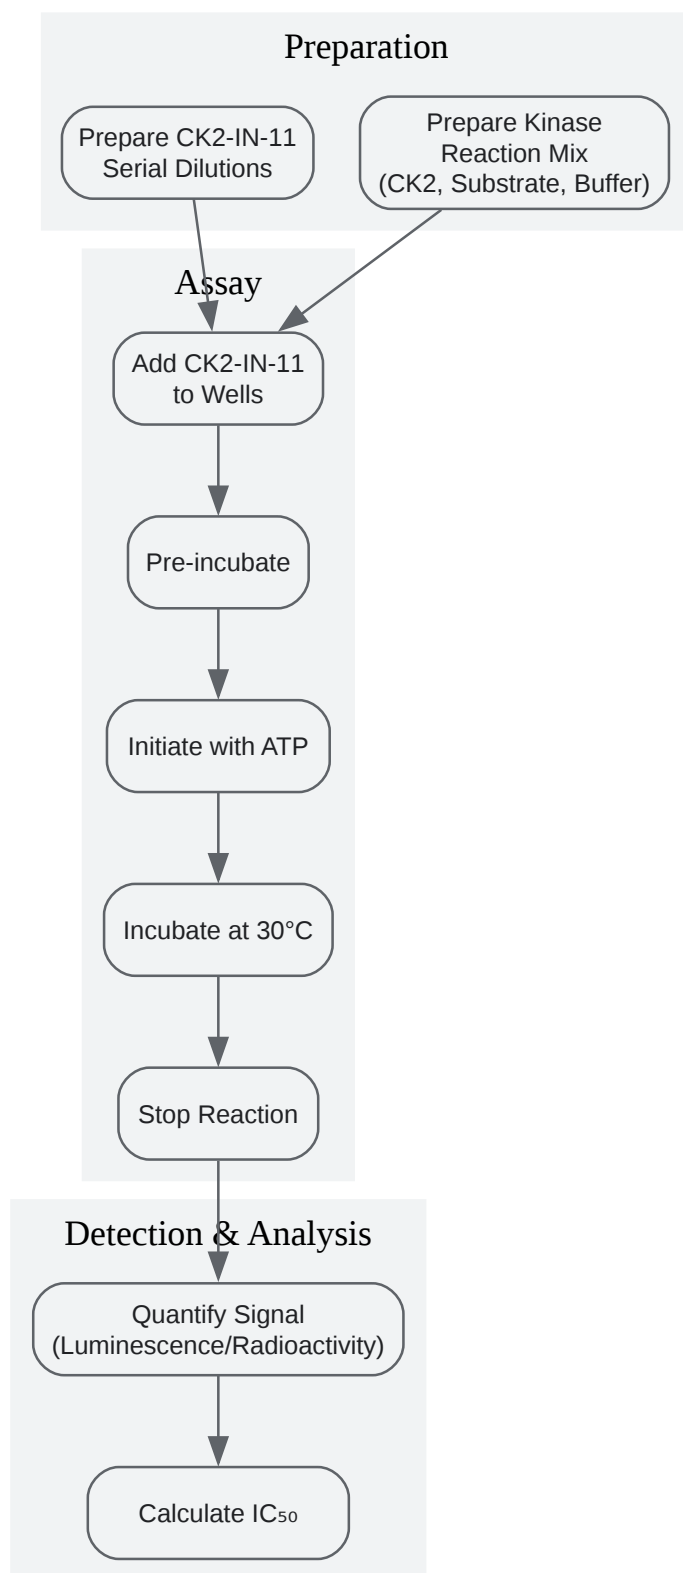 Preparation
Prepare CK2-IN-11
Serial Dilutions
Prepare Kinase
Reaction Mix
(CK2, Substrate, Buffer)
Assay
Add CK2-IN-11
to Wells
Pre-incubate
Initiate with ATP
Incubate at 30°C
Stop Reaction
Detection & Analysis
Quantify Signal
(Luminescence/Radioactivity)
Calculate IC₅₀